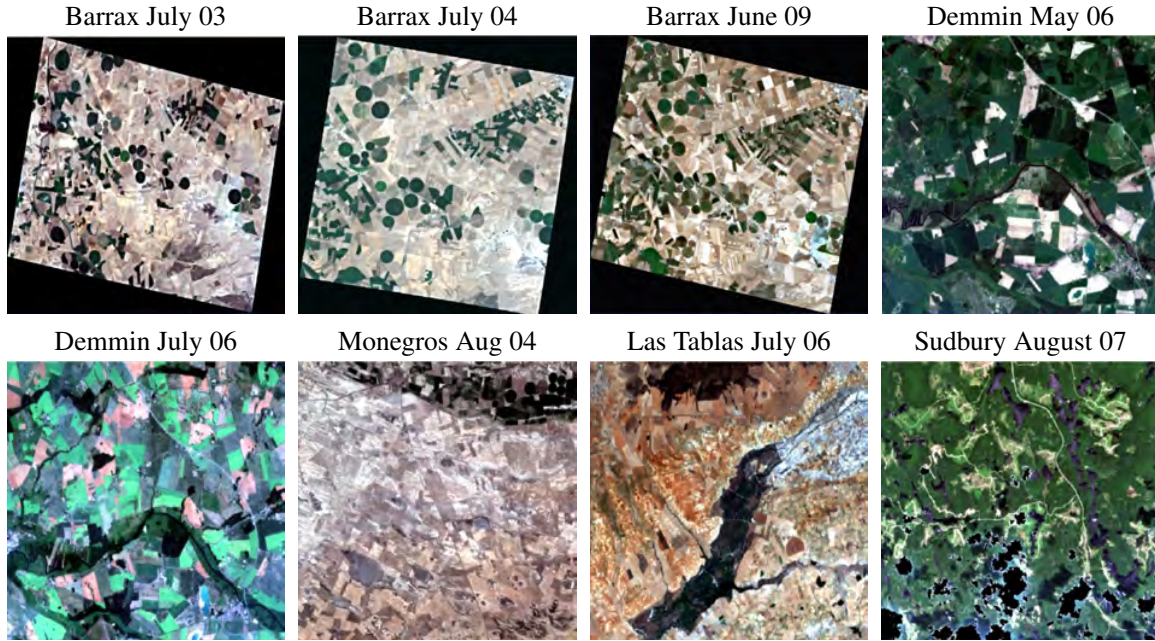 Barrax July 03
Barrax July 04
Barrax June 09
Demmin May 06
Demmin July 06
Monegros Aug 04
Las Tablas July 06
Sudbury August 07